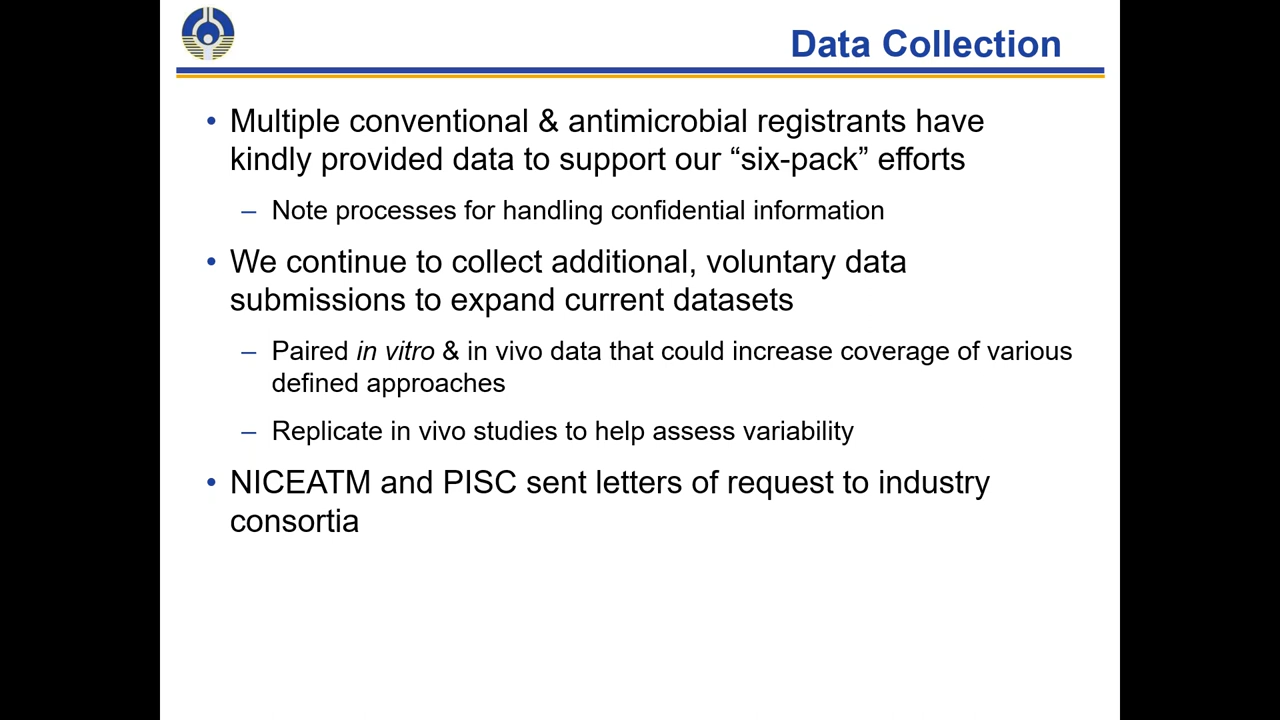 Data Collection
• Multiple conventional & antimicrobial registrants have
kindly provided data to support our “six-pack” efforts
– Note processes for handling confidential information
• We continue to collect additional, voluntary data
submissions to expand current datasets
– Paired in vitro & in vivo data that could increase coverage of various
defined approaches
– Replicate in vivo studies to help assess variability
• NICEATM and PISC sent letters of request to industry
consortia